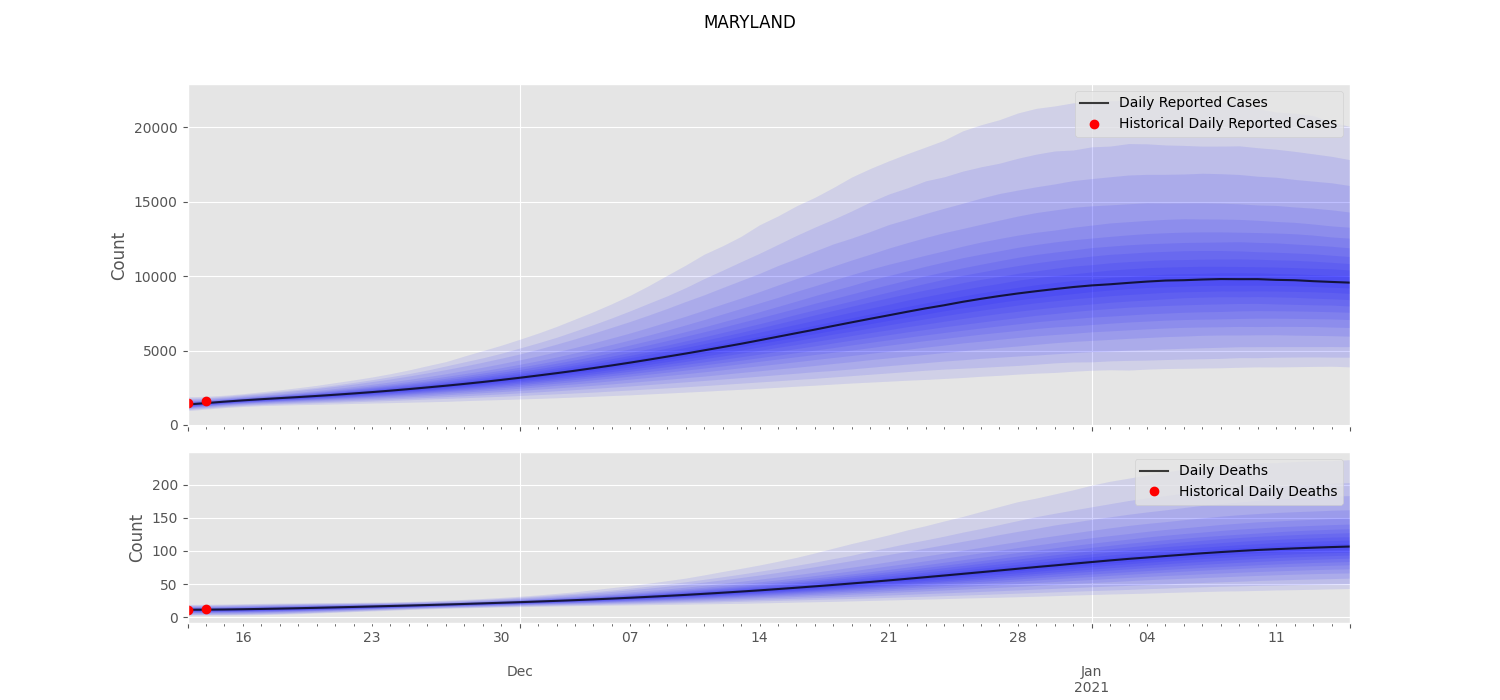 MARYLAND
Daily Reported Cases
Historical Daily Reported Cases
Count
20000
15000
10000
5000
0
Daily Deaths
Historical Daily Deaths
Count
200
150
100
50
0
16 23 30 07 14 21 28 04 11
Dec Jan
2021